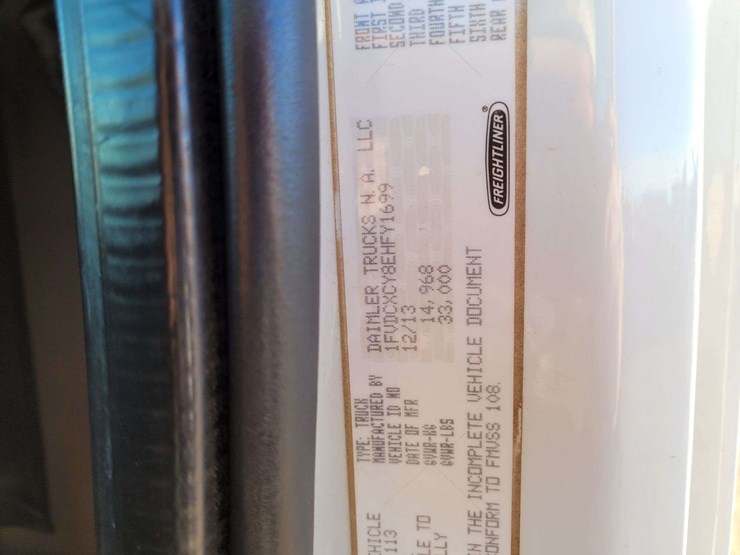 HICLE
113
LE TO
LLY
TYPE: TRUCK
MANUFACTURED BY DAIMLER TRUCKS N.A. LLC
VEHICLE ID NO 1FVDCXCY8EHFY1699
DATE OF MFR 12/13
GVWR-KG 14,968
GVWR-LBS 33,000
N THE INCOMPLETE VEHICLE DOCUMENT
ONFORM TO FMVSS 108.
FREIGHTLINER®
FRONT
FIRST
SECOND
THIRD
FOURTH
FIFTH
SIXTH
REAR